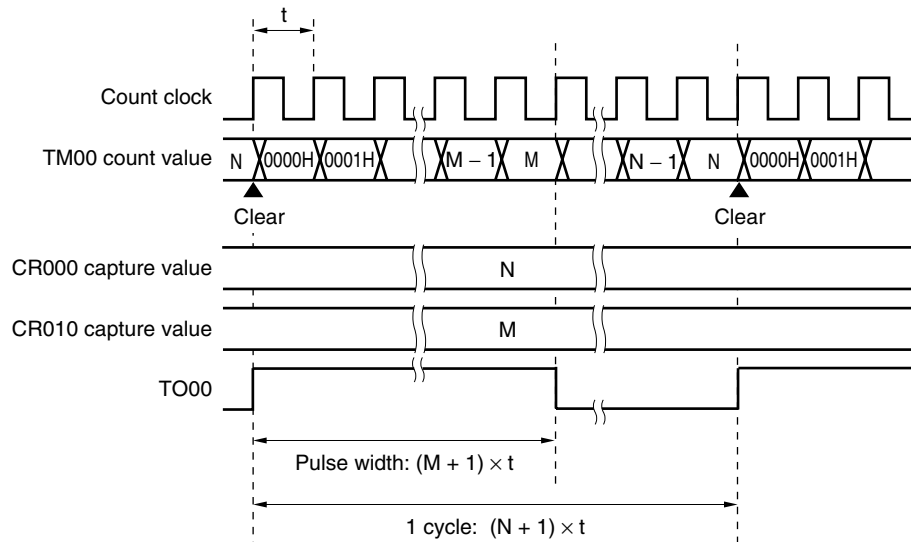 t
Count clock
TM00 count value N 0000H 0001H M – 1 M N – 1 N 0000H 0001H
Clear Clear
CR000 capture value N
CR010 capture value M
TO00
Pulse width: (M + 1) × t
1 cycle: (N + 1) × t